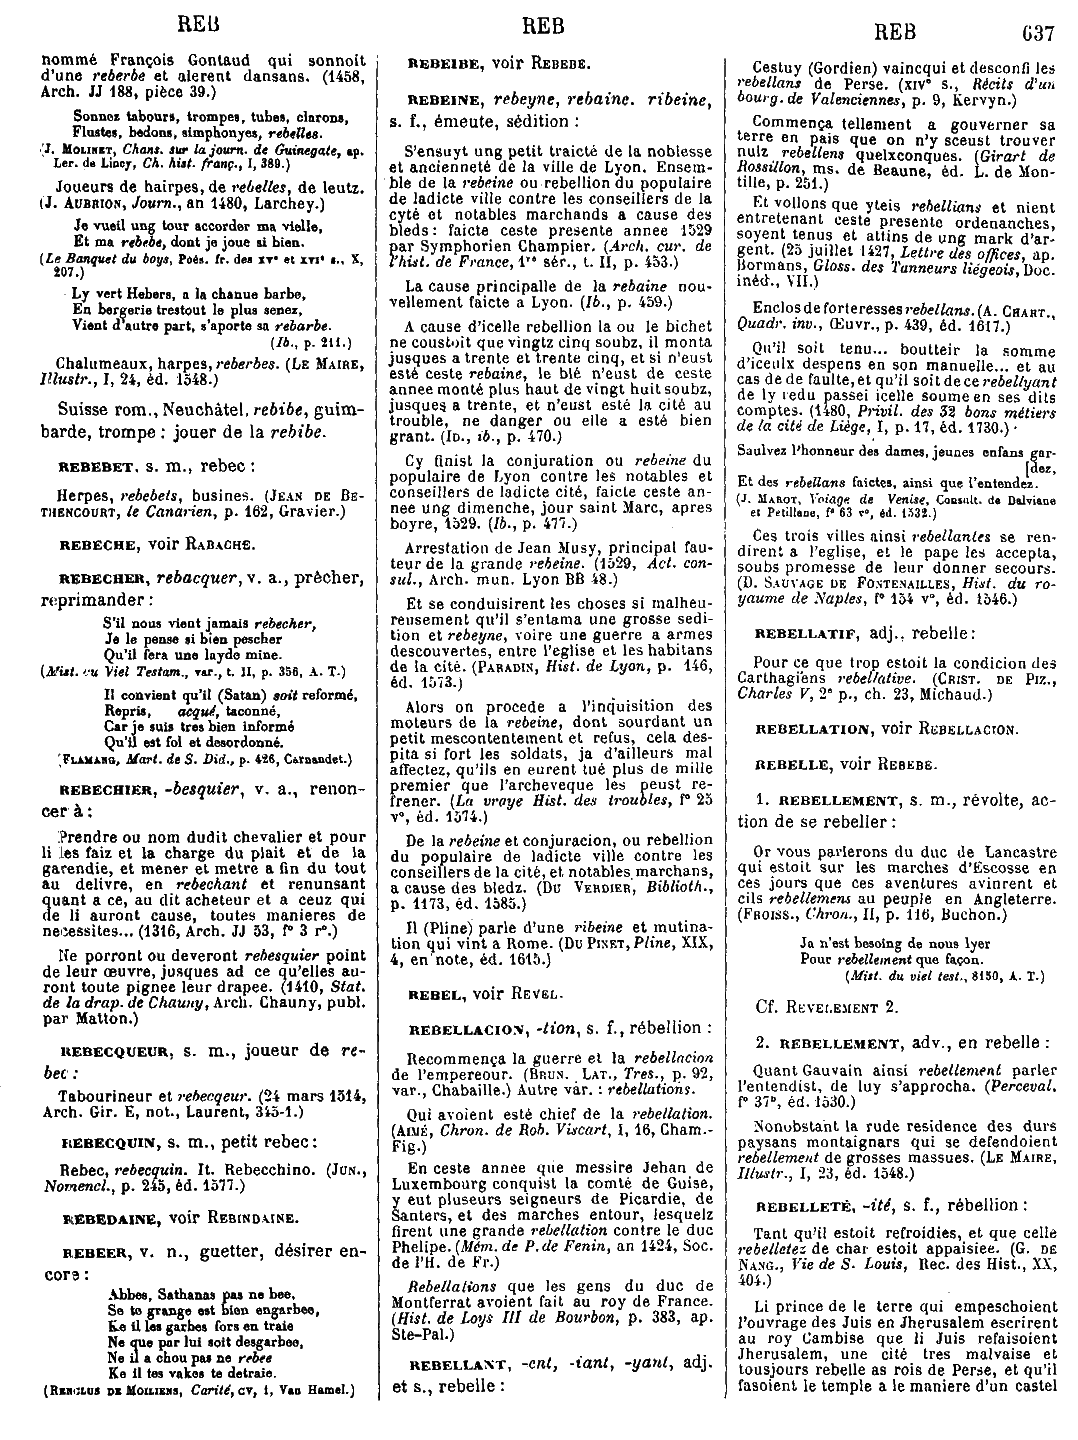 REB
REB
REB 637
nommé François Gontaud qui sonnoit
d'une reberbe et alerent dansans. (1458,
Arch. JJ 188, pièce 39.)
Sonnez tabours, trompes, tubes, clarons,
Flustes, bedons, simphonyes, rebelles.
(J. MOLINET, Chans. sur la journ. de Guinegate, ap.
Ler. de Lincy, Ch. hist. franç., I, 389.)
Joueurs de hairpes, de rebelles, de leutz.
(J. AUBRION, Journ., an 1480, Larchey.)
Je vueil ung tour accorder ma vielle,
Et ma rebebe, dont je joue si bien.
(Le Banquet du boys, Poés. fr. des XVe et XVIe s., X,
207.)
Ly vert Hebers, a la chanue barbe,
En bergerie trestout le plus senez,
Vient d'autre part, s'aporte sa rebarbe.
(Ib., p. 211.)
Chalumeaux, harpes, reberbes. (LE MAIRE,
Illustr., I, 24, éd. 1548.)
Suisse rom., Neuchâtel, rebibe, guim-
barde, trompe : jouer de la rebibe.
REBEBET, s. m., rebec :
Herpes, rebebets, busines. (JEAN DE BE-
THENCOURT, le Canarien, p. 162, Gravier.)
REBECHE, voir RABACHE.
REBECHER, rebacquer, v. a., prêcher,
reprimander :
S'il nous vient jamais rebecher,
Je le pense si bien pescher
Qu'il fera une layde mine.
(Mist. du Viel Testam., var., t. II, p. 356, A. T.)
Il convient qu'il (Satan) soit reformé,
Repris, acqué, taconné,
Car je suis tres bien informé
Qu'il est fol et desordonné.
(FLAMANG, Mart. de S. Did., p. 426, Carnandet.)
REBECHIER, -besquier, v. a., renon-
cer à :
Prendre ou nom dudit chevalier et pour
li les faiz et la charge du plait et de la
garendie, et mener et metre a fin du tout
au delivre, en rebechant et renunsant
quant a ce, au dit acheteur et a ceuz qui
de li auront cause, toutes manieres de
necessites... (1316, Arch. JJ 53, f° 3 r°.)
Ne porront ou deveront rebesquier point
de leur œuvre, jusques ad ce qu'elles au-
ront toute pignee leur drapee. (1410, Stat.
de la drap. de Chauny, Arch. Chauny, publ.
par Matton.)
REBECQUEUR, s. m., joueur de re-
bec :
Tabourineur et rebecqeur. (24 mars 1514,
Arch. Gir. E, not., Laurent, 345-1.)
REBECQUIN, s. m., petit rebec :
Rebec, rebecquin. It. Rebecchino. (JUN.,
Nomencl., p. 245, éd. 1577.)
REBEDAINE, voir REBINDAINE.
REBEER, v. n., guetter, désirer en-
core :
Abbes, Sathanas pas ne bee,
Se to grange est bien engarbee,
Ke il les garbes fors en traie
Ne que por lui soit desgarbee,
Ne il a chou pas ne rebee
Ke il tes vakes te detraie.
(RENCLUS DE MOILIENS, Carité, CV, 1, Van Hamel.)
REBEIBE, voir REBEBE.
REBEINE, rebeyne, rebaine. ribeine,
s. f., émeute, sédition :
S'ensuyt ung petit traicté de la noblesse
et ancienneté de la ville de Lyon. Ensem-
ble de la rebeine ou rebellion du populaire
de ladicte ville contre les conseillers de la
cyté et notables marchands a cause des
bleds : faicte ceste presente annee 1529
par Symphorien Champier. (Arch. cur. de
l'hist. de France, 1re sér., t. II, p. 453.)
La cause principalle de la rebaine nou-
vellement faicte a Lyon. (Ib., p. 459.)
A cause d'icelle rebellion la ou le bichet
ne coustoit que vingtz cinq soubz, il monta
jusques a trente et trente cinq, et si n'eust
esté ceste rebaine, le blé n'eust de ceste
annee monté plus haut de vingt huit soubz,
jusques a trente, et n'eust esté la cité au
trouble, ne danger ou elle a esté bien
grant. (ID., ib., p. 470.)
Cy finist la conjuration ou rebeine du
populaire de Lyon contre les notables et
conseillers de ladicte cité, faicte ceste an-
nee ung dimenche, jour saint Marc, apres
boyre, 1529. (Ib., p. 477.)
Arrestation de Jean Musy, principal fau-
teur de la grande rebeine. (1529, Act. con-
sul., Arch. mun. Lyon BB 48.)
Et se conduisirent les choses si malheu-
reusement qu'il s'entama une grosse sedi-
tion et rebeyne, voire une guerre a armes
descouvertes, entre l'eglise et les habitans
de la cité. (PARADIN, Hist. de Lyon, p. 146,
éd. 1573.)
Alors on procede a l'inquisition des
moteurs de la rebeine, dont sourdant un
petit mescontentement et refus, cela des-
pita si fort les soldats, ja d'ailleurs mal
affectez, qu'ils en eurent tué plus de mille
premier que l'archeveque les peust re-
frener. (La vraye Hist. des troubles, f° 25
v°, éd. 1574.)
De la rebeine et conjuracion, ou rebellion
du populaire de ladicte ville contre les
conseillers de la cité, et notables marchans,
a cause des bledz. (DU VERDIER, Biblioth.,
p. 1173, éd. 1585.)
Il (Pline) parle d'une ribeine et mutina-
tion qui vint a Rome. (DU PINET, Pline, XIX,
4, en note, éd. 1615.)
REBEL, voir REVEL.
REBELLACION, -tion, s. f., rébellion :
Recommença la guerre et la rebellacion
de l'empereour. (BRUN. LAT., Tres., p. 92,
var., Chabaille.) Autre var. : rebellations.
Qui avoient esté chief de la rebellation.
(AIMÉ, Chron. de Rob. Viscart, I, 16, Cham.-
Fig.)
En ceste annee que messire Jehan de
Luxembourg conquist la comté de Guise,
y eut pluseurs seigneurs de Picardie, de
Santers, et des marches entour, lesquelz
firent une grande rebellation contre le duc
Phelipe. (Mém. de P. de Fenin, an 1424, Soc.
de l'H. de Fr.)
Rebellations que les gens du duc de
Montferrat avoient fait au roy de France.
(Hist. de Loys III de Bourbon, p. 383, ap.
Ste-Pal.)
REBELLANT, -ent, -iant, -yant, adj.
et s., rebelle :
Cestuy (Gordien) vaincqui et desconfi les
rebellans de Perse. (XIVe s., Récits d'un
bourg. de Valenciennes, p. 9, Kervyn.)
Commença tellement a gouverner sa
terre en pais que on n'y sceust trouver
nulz rebellens quelxconques. (Girart de
Rossillon, ms. de Beaune, éd. L. de Mon-
tille, p. 251.)
Et vollons que yteis rebellians et nient
entretenant ceste presente ordenanches,
soyent tenus et attins de ung mark d'ar-
gent. (25 juillet 1427, Lettre des offices, ap.
Bormans, Gloss. des Tanneurs liégeois, Doc.
inéd., VII.)
Enclos de forteresses rebellans. (A. CHART.,
Quadr. inv., Œuvr., p. 439, éd. 1617.)
Qu'il soit tenu... boutteir la somme
d'iceulx despens en son manuelle... et au
cas de de faulte, et qu'il soit de ce rebellyant
de ly redu passei icelle soume en ses dits
comptes. (1480, Privil. des 32 bons métiers
de la cité de Liège, I, p. 17, éd. 1730.)
Saulvez l'honneur des dames, jeunes enfans gar-
[dez,
Et des rebellans faictes, ainsi que l'entendez.
(J. MAROT, Voiage de Venise, Consult. de Dalviane
et Petillane, f° 63 v°, éd. 1532.)
Ces trois villes ainsi rebellantes se ren-
dirent a l'eglise, et le pape les accepta,
soubs promesse de leur donner secours.
(D. SAUVAGE DE FONTENAILLES, Hist. du ro-
yaume de Naples, f° 154 v°, éd. 1546.)
REBELLATIF, adj., rebelle :
Pour ce que trop estoit la condicion des
Carthagiens rebellative. (CRIST. DE PIZ.,
Charles V, 2e p., ch. 23, Michaud.)
REBELLATION, voir REBELLACION.
REBELLE, voir REBEBE.
1. REBELLEMENT, s. m., révolte, ac-
tion de se rebeller :
Or vous parlerons du duc de Lancastre
qui estoit sur les marches d'Escosse en
ces jours que ces aventures avinrent et
cils rebellemens au peuple en Angleterre.
(FROISS., Chron., II, p. 116, Buchon.)
Ja n'est besoing de nous lyer
Pour rebellement que façon.
(Mist. du viel test., 8150, A. T.)
Cf. REVELEMENT 2.
2. REBELLEMENT, adv., en rebelle :
Quant Gauvain ainsi rebellement parler
l'entendist, de luy s'approcha. (Perceval,
f° 37b, éd. 1530.)
Nonobstant la rude residence des durs
paysans montaignars qui se defendoient
rebellement de grosses massues. (LE MAIRE,
Illustr., I, 23, éd. 1548.)
REBELLETÉ, -ité, s. f., rébellion :
Tant qu'il estoit refroidies, et que celle
rebelletez de char estoit appaisiee. (G. DE
NANG., Vie de S. Louis, Rec. des Hist., XX,
404.)
Li prince de le terre qui empeschoient
l'ouvrage des Juis en Jherusalem escrirent
au roy Cambise que li Juis refaisoient
Jherusalem, une cité tres malvaise et
tousjours rebelle as rois de Perse, et qu'il
fasoient le temple a le maniere d'un castel